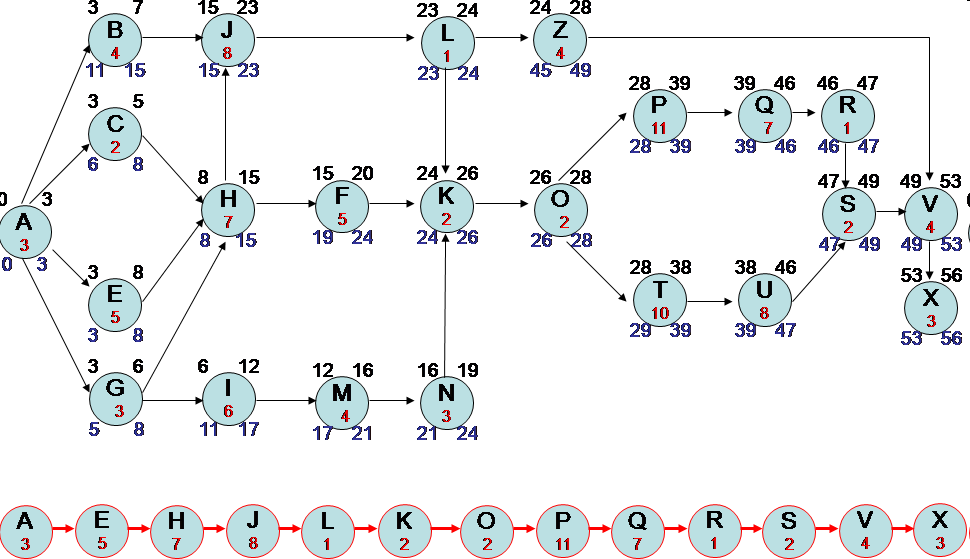 3 7 15 23 23 24 24 28
B J L Z
4 8 1 4
11 15 15 23 23 24 45 49
28 39 39 46 46 47
3 5 P Q R
C 11 7 1
2 28 39 39 46 46 47
6 8
8 15 15 20 24 26 26 28 47 49 49 53
0 3 H F K O S V
A 7 5 2 2 2 4
3 8 15 19 24 24 26 26 28 47 49 49 53
0 3
3 8 28 38 38 46 53 56
E T U X
5 10 8 3
3 8 29 39 39 47 53 56
3 6 6 12 12 16 16 19
G I M N
3 6 4 3
5 8 11 17 17 21 21 24
A E H J L K O P Q R S V X
3 5 7 8 1 2 2 11 7 1 2 4 3